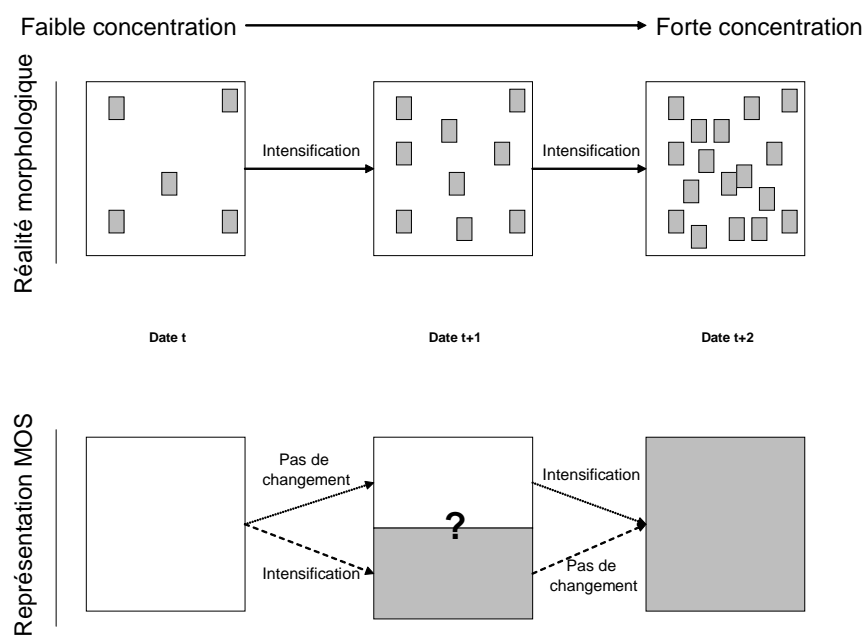 Faible concentration
Forte concentration
Réalité morphologique
Intensification
Intensification
Date t
Date t+1
Date t+2
Représentation MOS
Pas de
changement
Intensification
?
Intensification
Pas de
changement